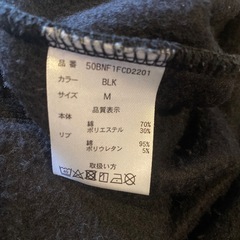 品番 50BNF1FCD2201
カラー BLK
サイズ M
品質表示
本体 綿 70%
ポリエステル 30%
リブ 綿 95%
ポリウレタン 5%
取扱い方